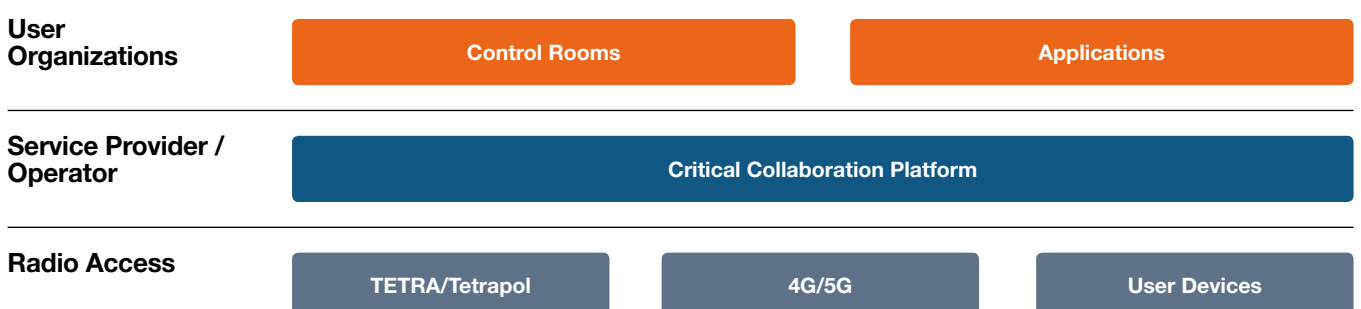 User
Organizations
Control Rooms
Applications
Service Provider /
Operator
Critical Collaboration Platform
Radio Access
TETRA/Tetrapol
4G/5G
User Devices